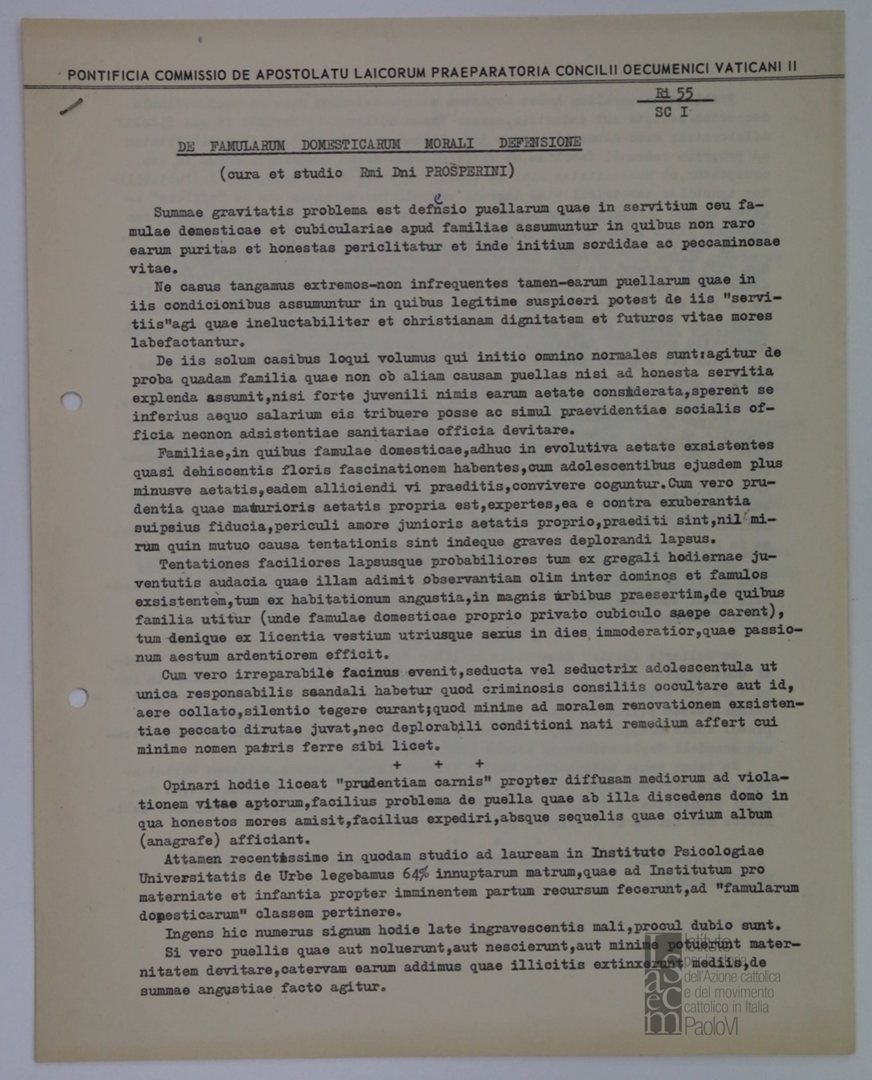 PONTIFICIA COMMISSIO DE APOSTOLATU LAICORUM PRAEPARATORIA CONCILII OECUMENICI VATICANI II
Ri 55
SC I
DE FAMULARUM DOMESTICARUM MORALI DEFENSIONE
(cura et studio Rmi Dni PROSPERINI)
Summae gravitatis problema est defensio puellarum quae in servitium ceu fa-
mulae domesticae et cubiculariae apud familiae assumuntur in quibus non raro
earum puritas et honestas periclitatur et inde initium sordidae ac peccaminosae
vitae.
Ne casus tangamus extremos-non infrequentes tamen-earum puellarum quae in
iis condicionibus assumuntur in quibus legitime suspiceri potest de iis "servi-
tiis"agi quae ineluctabiliter et christianam dignitatem et futuros vitae mores
labefactantur.
De iis solum casibus loqui volumus qui initio omnino normales sunt:agitur de
proba quadam familia quae non ob aliam causam puellas nisi ad honesta servitia
explenda assumit,nisi forte juvenili nimis earum aetate considerata,sperent se
inferius aequo salarium eis tribuere posse ac simul praevidentiae socialis of-
ficia necnon adsistentiae sanitariae officia devitare.
Familiae,in quibus famulae domesticae,adhuc in evolutiva aetate exsistentes
quasi dehiscentis floris fascinationem habentes,cum adolescentibus ejusdem plus
minusve aetatis,eadem alliciendi vi praeditis,convivere coguntur.Cum vero pru-
dentia quae maturioris aetatis propria est,expertes,ea e contra exuberantia
suipsius fiducia,periculi amore junioris aetatis proprio,praediti sint,nil mi-
rum quin mutuo causa tentationis sint indeque graves deplorandi lapsus.
Tentationes faciliores lapsusque probabiliores tum ex gregali hodiernae ju-
ventutis audacia quae illam adimit observantiam olim inter dominos et famulos
exsistentem,tum ex habitationum angustia,in magnis urbibus praesertim,de quibus
familia utitur (unde famulae domesticae proprio privato cubiculo saepe carent),
tum denique ex licentia vestium utriusque sexus in dies immoderatior,quae passio-
num aestum ardentiorem efficit.
Cum vero irreparabile facinus evenit,seducta vel seductrix adolescentula ut
unica responsabilis scandali habetur quod criminosis consiliis occultare aut id,
aere collato,silentio tegere curant;quod minime ad moralem renovationem exsisten-
tiae peccato dirutae juvat,nec deplorabili conditioni nati remedium affert cui
minime nomen patris ferre sibi licet.
+ + +
Opinari hodie liceat "prudentiam carnis" propter diffusam mediorum ad viola-
tionem vitae aptorum,facilius problema de puella quae ab illa discedens domo in
qua honestos mores amisit,facilius expediri,absque sequelis quae civium album
(anagrafe) afficiant.
Attamen recentissime in quodam studio ad lauream in Instituto Psicologiae
Universitatis de Urbe legebamus 64% innuptarum matrum,quae ad Institutum pro
materniate et infantia propter imminentem partum recursum fecerunt,ad "famularum
domesticarum" classem pertinere.
Ingens hic numerus signum hodie late ingravescentis mali,procul dubio sunt.
Si vero puellis quae aut noluerunt,aut nescierunt,aut minime potuerunt mater-
nitatem devitare,catervam earum addimus quae illicitis extinxerunt mediis,de
summae angustiae facto agitur.
Istituto
per la storia
dell'Azione cattolica
e del movimento
cattolico in Italia
PaoloVI